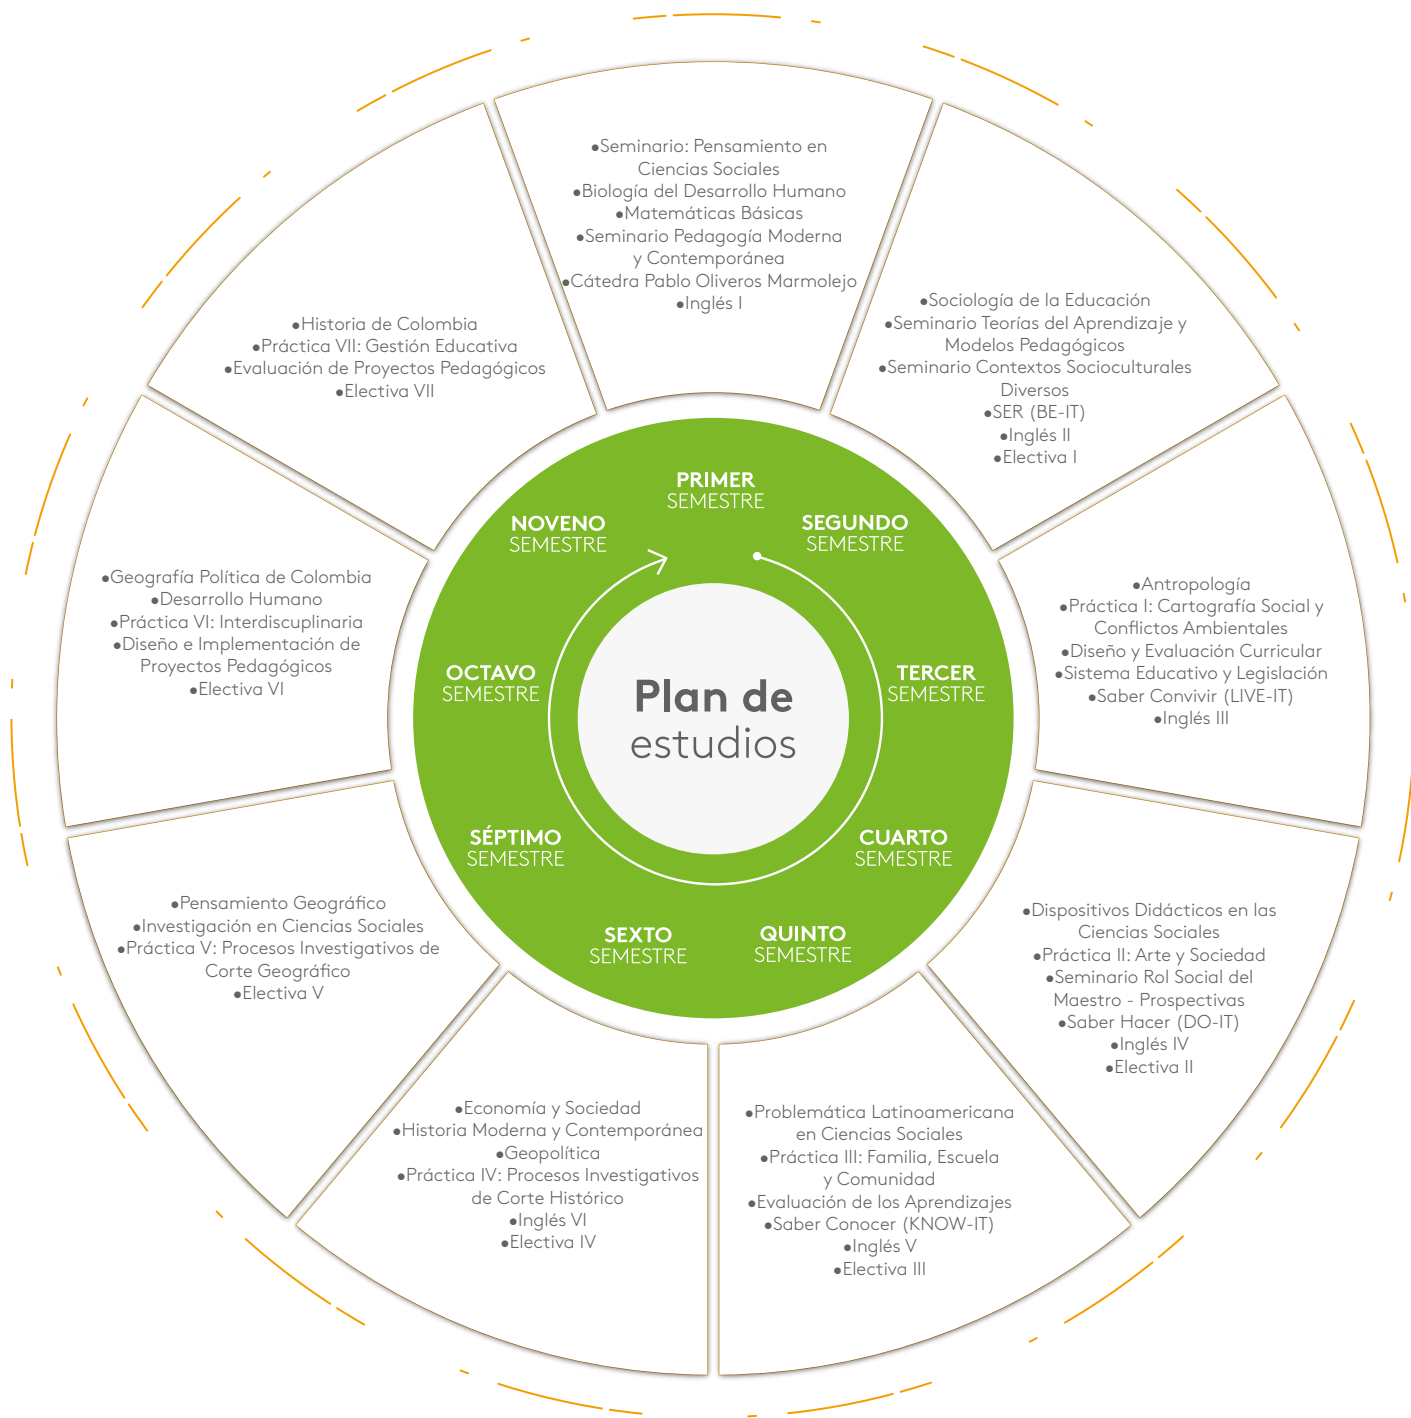 Plan de
estudios
PRIMER
SEMESTRE
●Seminario: Pensamiento en
Ciencias Sociales
●Biología del Desarrollo Humano
●Matemáticas Básicas
●Seminario Pedagogía Moderna
y Contemporánea
●Cátedra Pablo Oliveros Marmolejo
●Inglés I
SEGUNDO
SEMESTRE
●Sociología de la Educación
●Seminario Teorías del Aprendizaje y
Modelos Pedagógicos
●Seminario Contextos Socioculturales
Diversos
●SER (BE-IT)
●Inglés II
●Electiva I
TERCER
SEMESTRE
●Antropología
●Práctica I: Cartografía Social y
Conflictos Ambientales
●Diseño y Evaluación Curricular
●Sistema Educativo y Legislación
●Saber Convivir (LIVE-IT)
●Inglés III
CUARTO
SEMESTRE
●Dispositivos Didácticos en las
Ciencias Sociales
●Práctica II: Arte y Sociedad
●Seminario Rol Social del
Maestro - Prospectivas
●Saber Hacer (DO-IT)
●Inglés IV
●Electiva II
QUINTO
SEMESTRE
●Problemática Latinoamericana
en Ciencias Sociales
●Práctica III: Familia, Escuela
y Comunidad
●Evaluación de los Aprendizajes
●Saber Conocer (KNOW-IT)
●Inglés V
●Electiva III
SEXTO
SEMESTRE
●Economía y Sociedad
●Historia Moderna y Contemporánea
●Geopolítica
●Práctica IV: Procesos Investigativos
de Corte Histórico
●Inglés VI
●Electiva IV
SÉPTIMO
SEMESTRE
●Pensamiento Geográfico
●Investigación en Ciencias Sociales
●Práctica V: Procesos Investigativos de
Corte Geográfico
●Electiva V
OCTAVO
SEMESTRE
●Geografía Política de Colombia
●Desarrollo Humano
●Práctica VI: Interdiscuplinaria
●Diseño e Implementación de
Proyectos Pedagógicos
●Electiva VI
NOVENO
SEMESTRE
●Historia de Colombia
●Práctica VII: Gestión Educativa
●Evaluación de Proyectos Pedagógicos
●Electiva VII